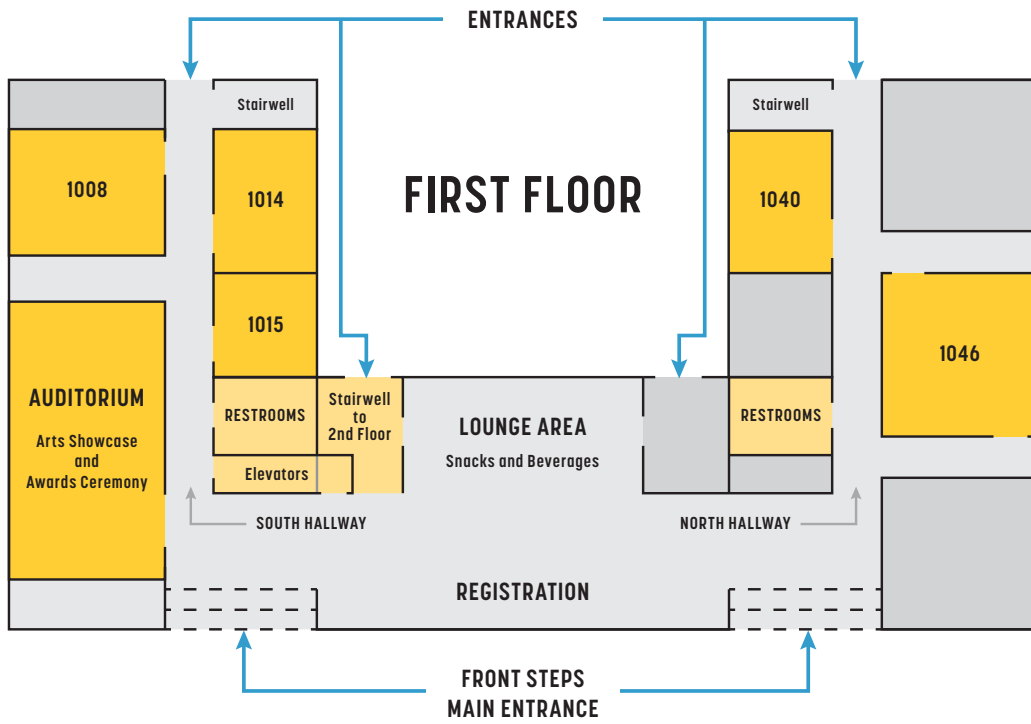 ENTRANCES
Stairwell
Stairwell
1008
1014
FIRST FLOOR
1040
1015
1046
AUDITORIUM
Arts Showcase
and
Awards Ceremony
RESTROOMS
Stairwell
to
2nd Floor
LOUNGE AREA
Snacks and Beverages
RESTROOMS
Elevators
SOUTH HALLWAY
NORTH HALLWAY
REGISTRATION
FRONT STEPS
MAIN ENTRANCE